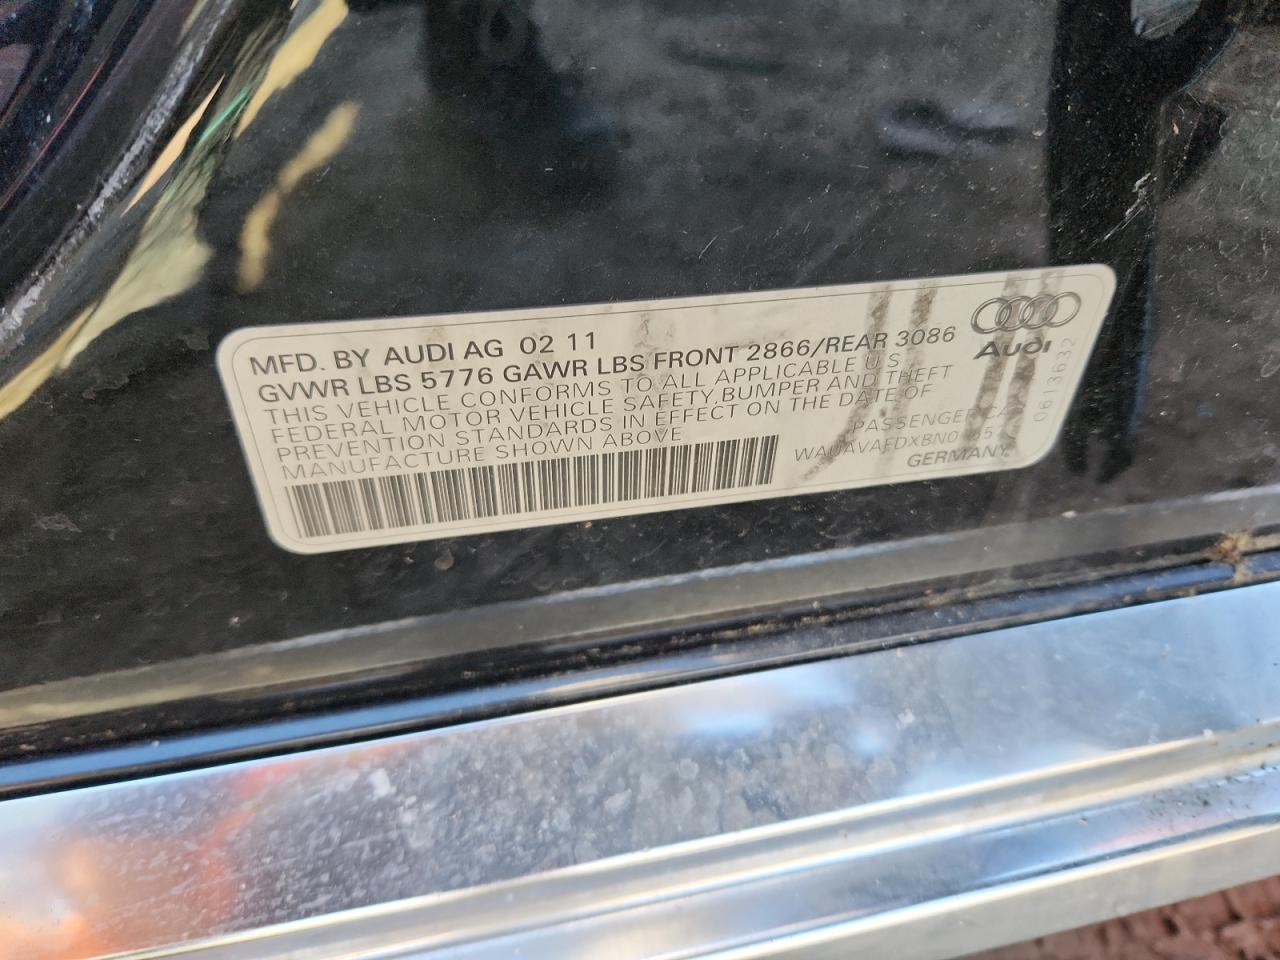 MFD. BY AUDI AG 02 11
GVWR LBS 5776 GAWR LBS FRONT 2866/REAR 3086
THIS VEHICLE CONFORMS TO ALL APPLICABLE U S
FEDERAL MOTOR VEHICLE SAFETY,BUMPER AND THEFT
PREVENTION STANDARDS IN EFFECT ON THE DATE OF
MANUFACTURE SHOWN ABOVE
Audi
PASSENGER CAR
GERMANY
0613632